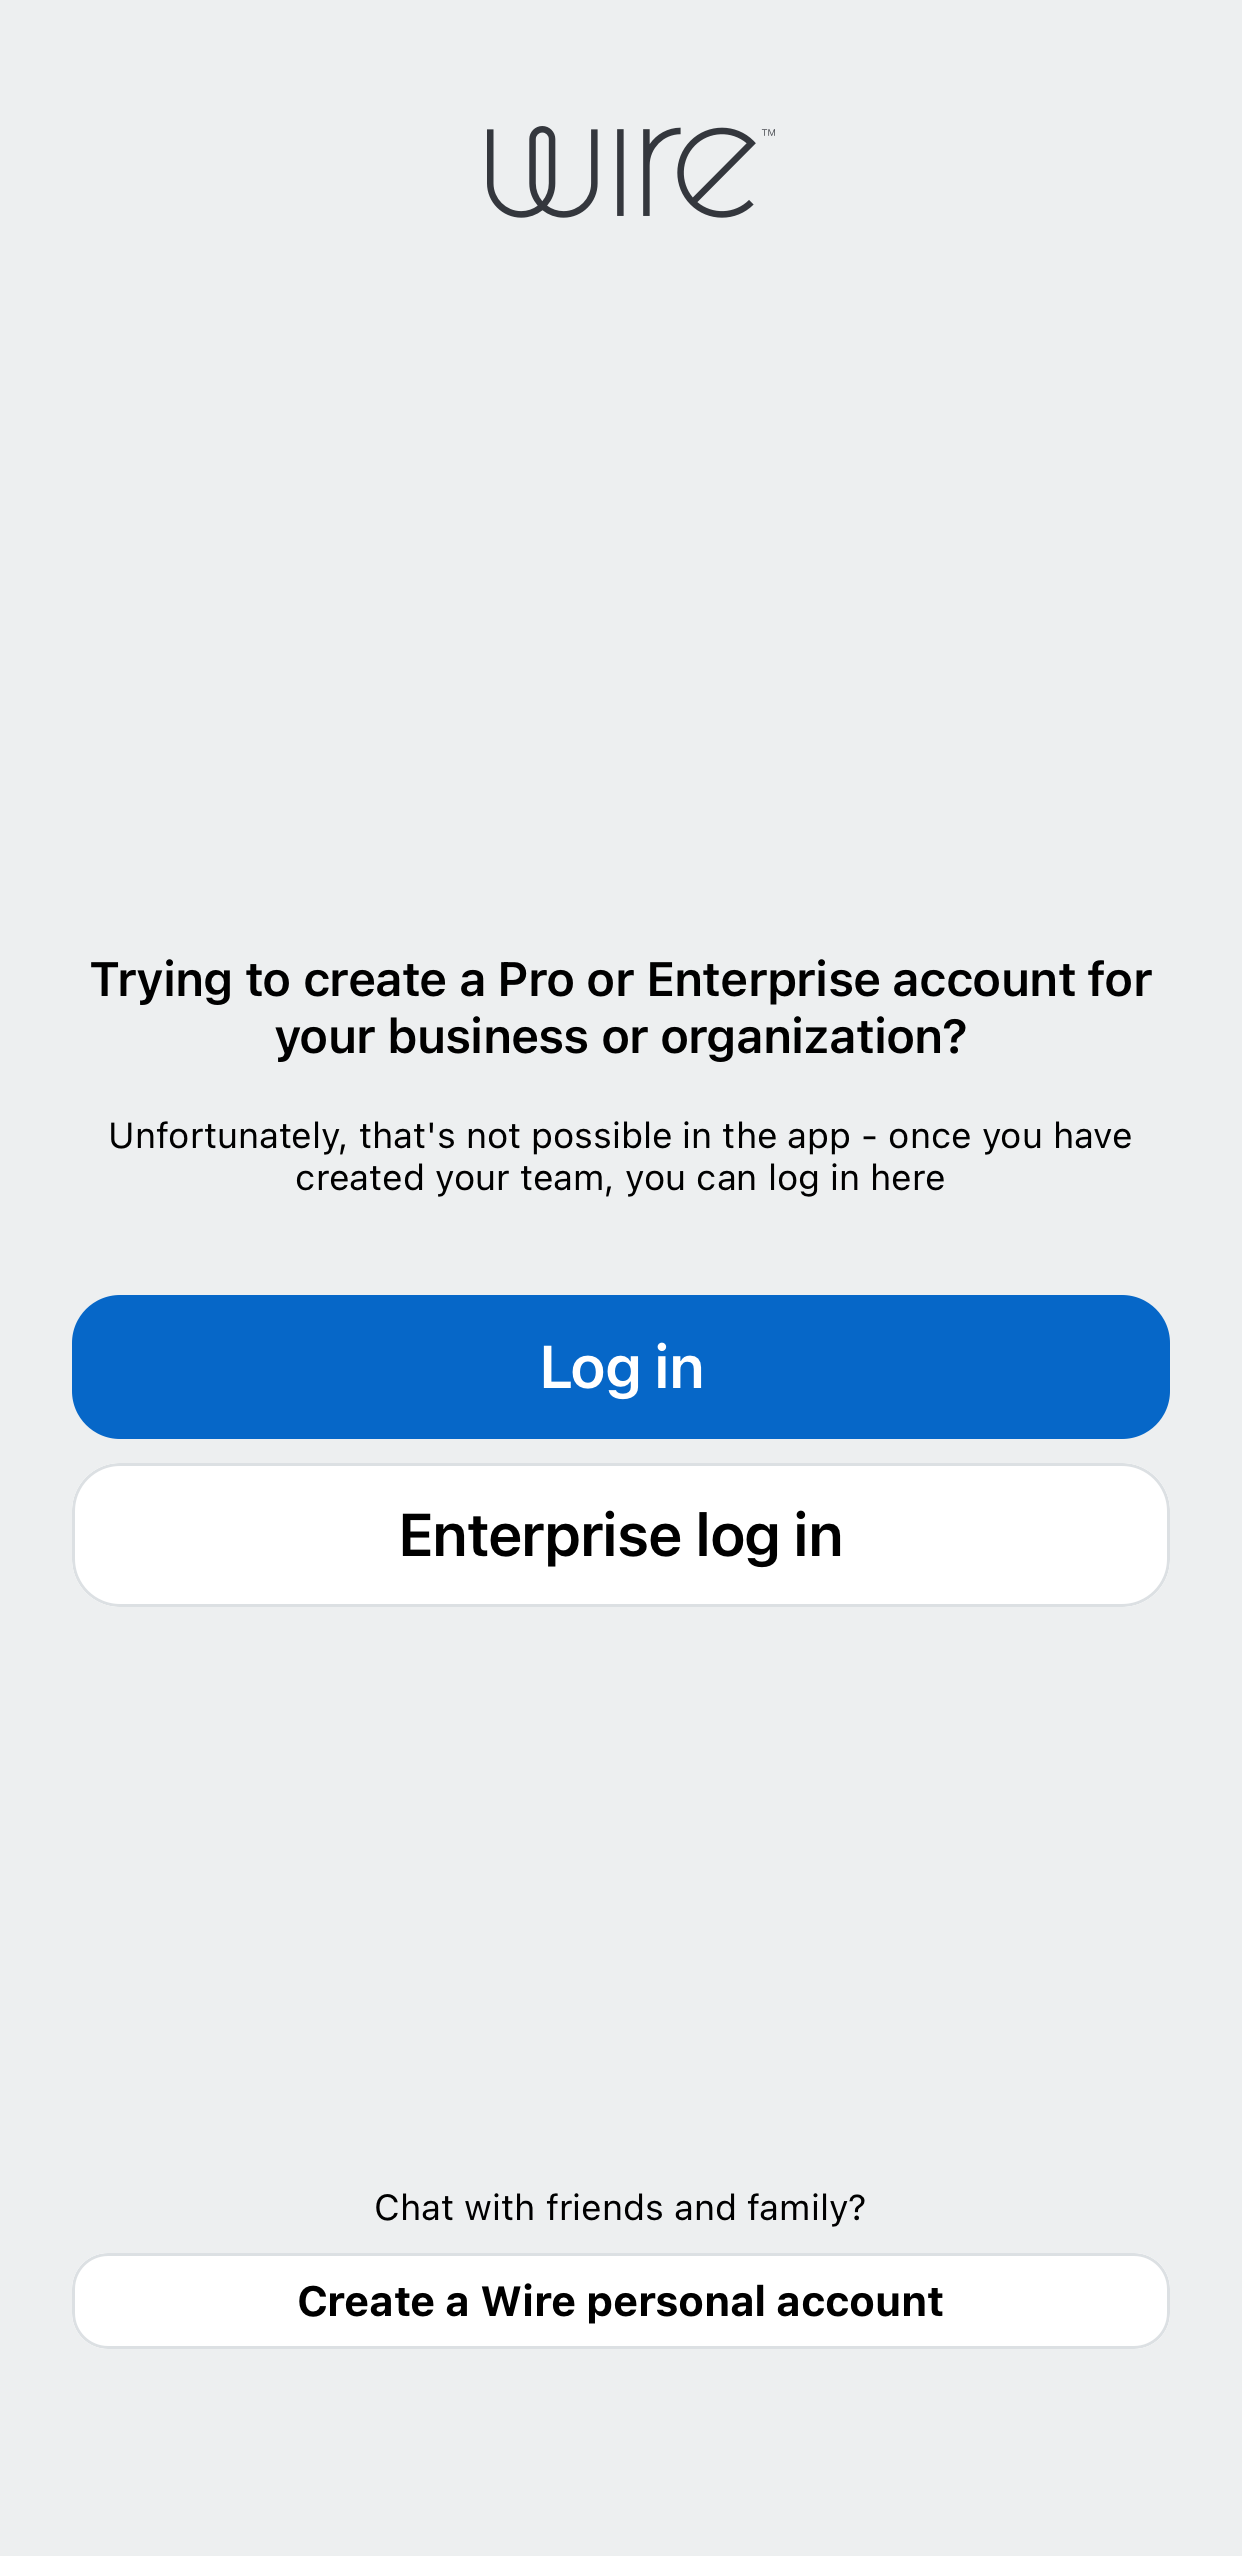 wire™
Trying to create a Pro or Enterprise account for
your business or organization?
Unfortunately, that's not possible in the app - once you have
created your team, you can log in here
Log in
Enterprise log in
Chat with friends and family?
Create a Wire personal account